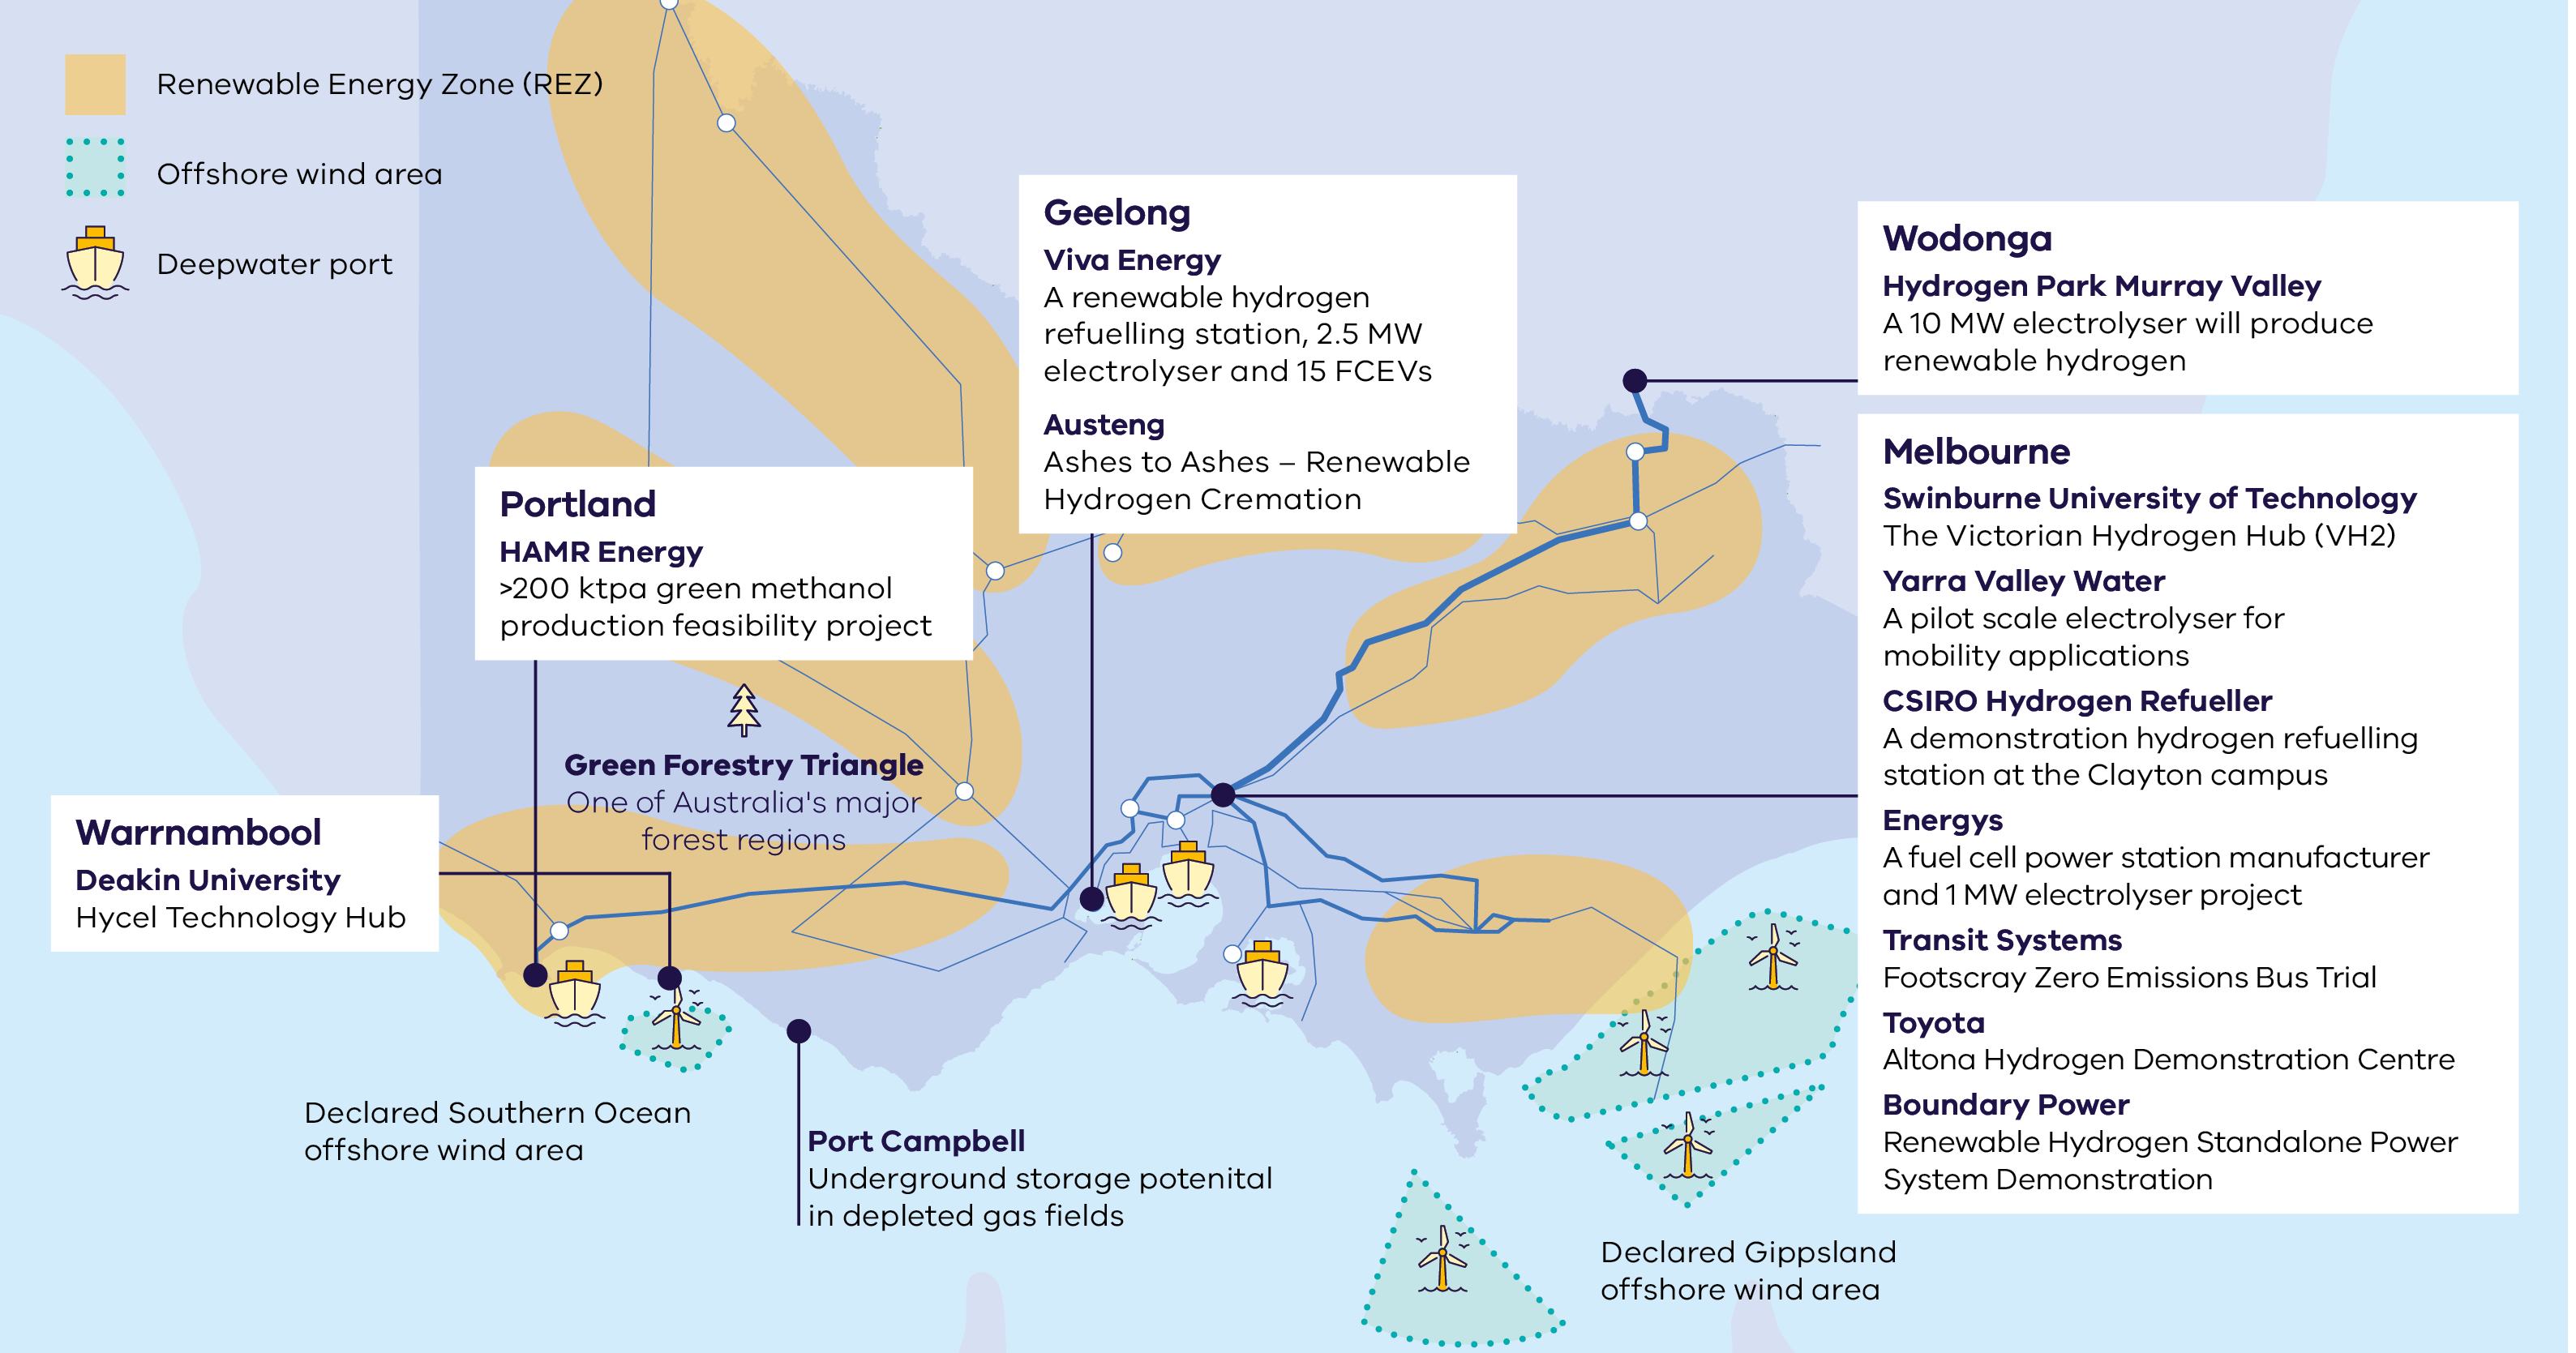 Renewable Energy Zone (REZ)
Offshore wind area
Deepwater port
Geelong
Viva Energy
A renewable hydrogen
refuelling station, 2.5 MW
electrolyser and 15 FCEVs
Austeng
Ashes to Ashes – Renewable
Hydrogen Cremation
Wodonga
Hydrogen Park Murray Valley
A 10 MW electrolyser will produce
renewable hydrogen
Portland
HAMR Energy
>200 ktpa green methanol
production feasibility project
Green Forestry Triangle
One of Australia's major
forest regions
Warrnambool
Deakin University
Hycel Technology Hub
Melbourne
Swinburne University of Technology
The Victorian Hydrogen Hub (VH2)
Yarra Valley Water
A pilot scale electrolyser for
mobility applications
CSIRO Hydrogen Refueller
A demonstration hydrogen refuelling
station at the Clayton campus
Energys
A fuel cell power station manufacturer
and 1 MW electrolyser project
Transit Systems
Footscray Zero Emissions Bus Trial
Toyota
Altona Hydrogen Demonstration Centre
Boundary Power
Renewable Hydrogen Standalone Power
System Demonstration
Declared Southern Ocean
offshore wind area
Port Campbell
Underground storage potenital
in depleted gas fields
Declared Gippsland
offshore wind area